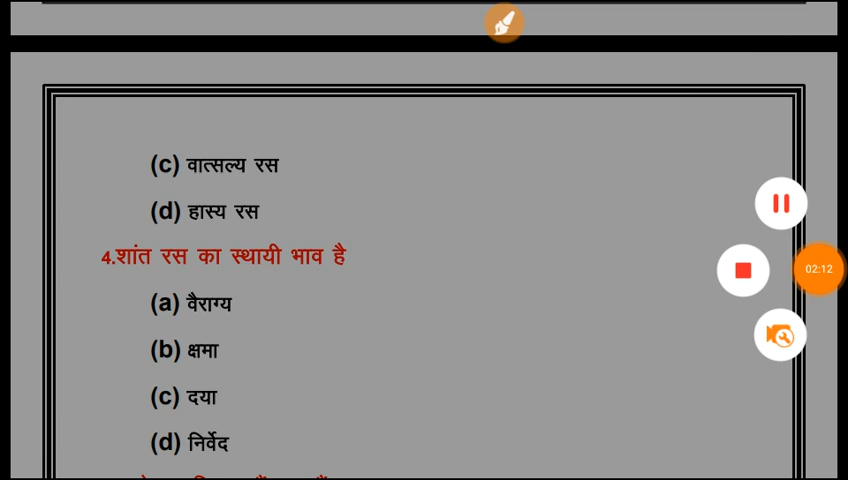 (c) वात्सल्य रस
(d) हास्य रस
4.शांत रस का स्थायी भाव है
(a) वैराग्य
(b) क्षमा
(c) दया
(d) निर्वेद
02:12